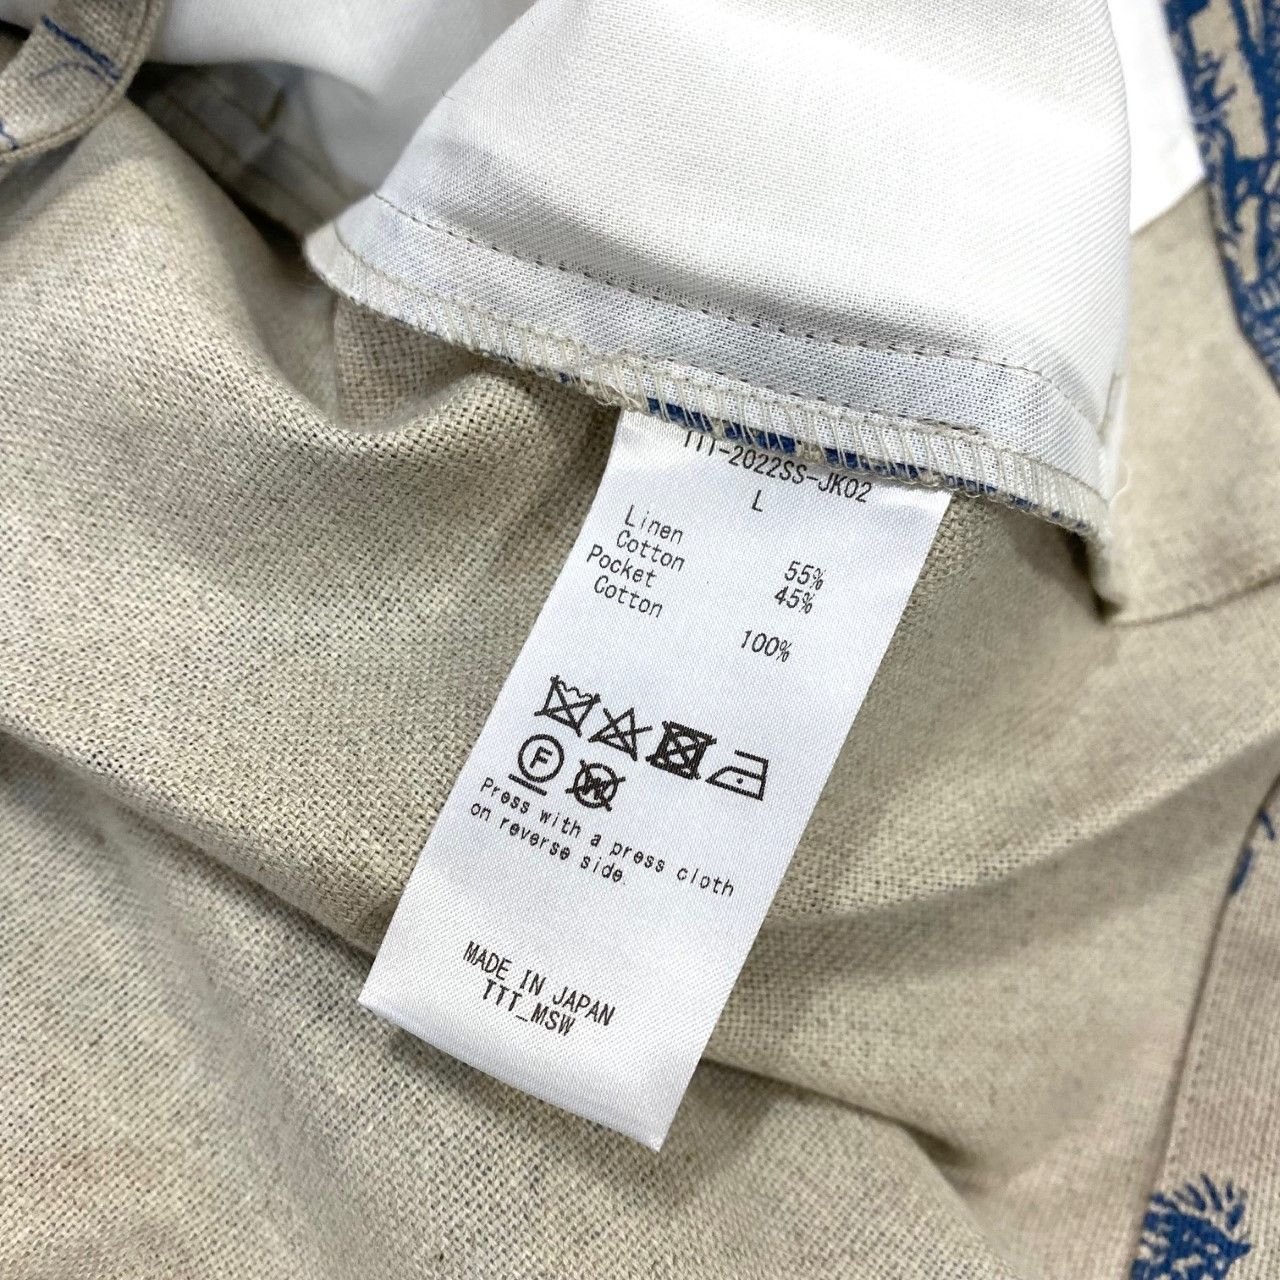 TTT-2022SS-JK02
L
Linen 55%
Cotton 45%
Pocket
Cotton 100%
F
W
Press with a press cloth
on reverse side.
MADE IN JAPAN
TTT_MSW